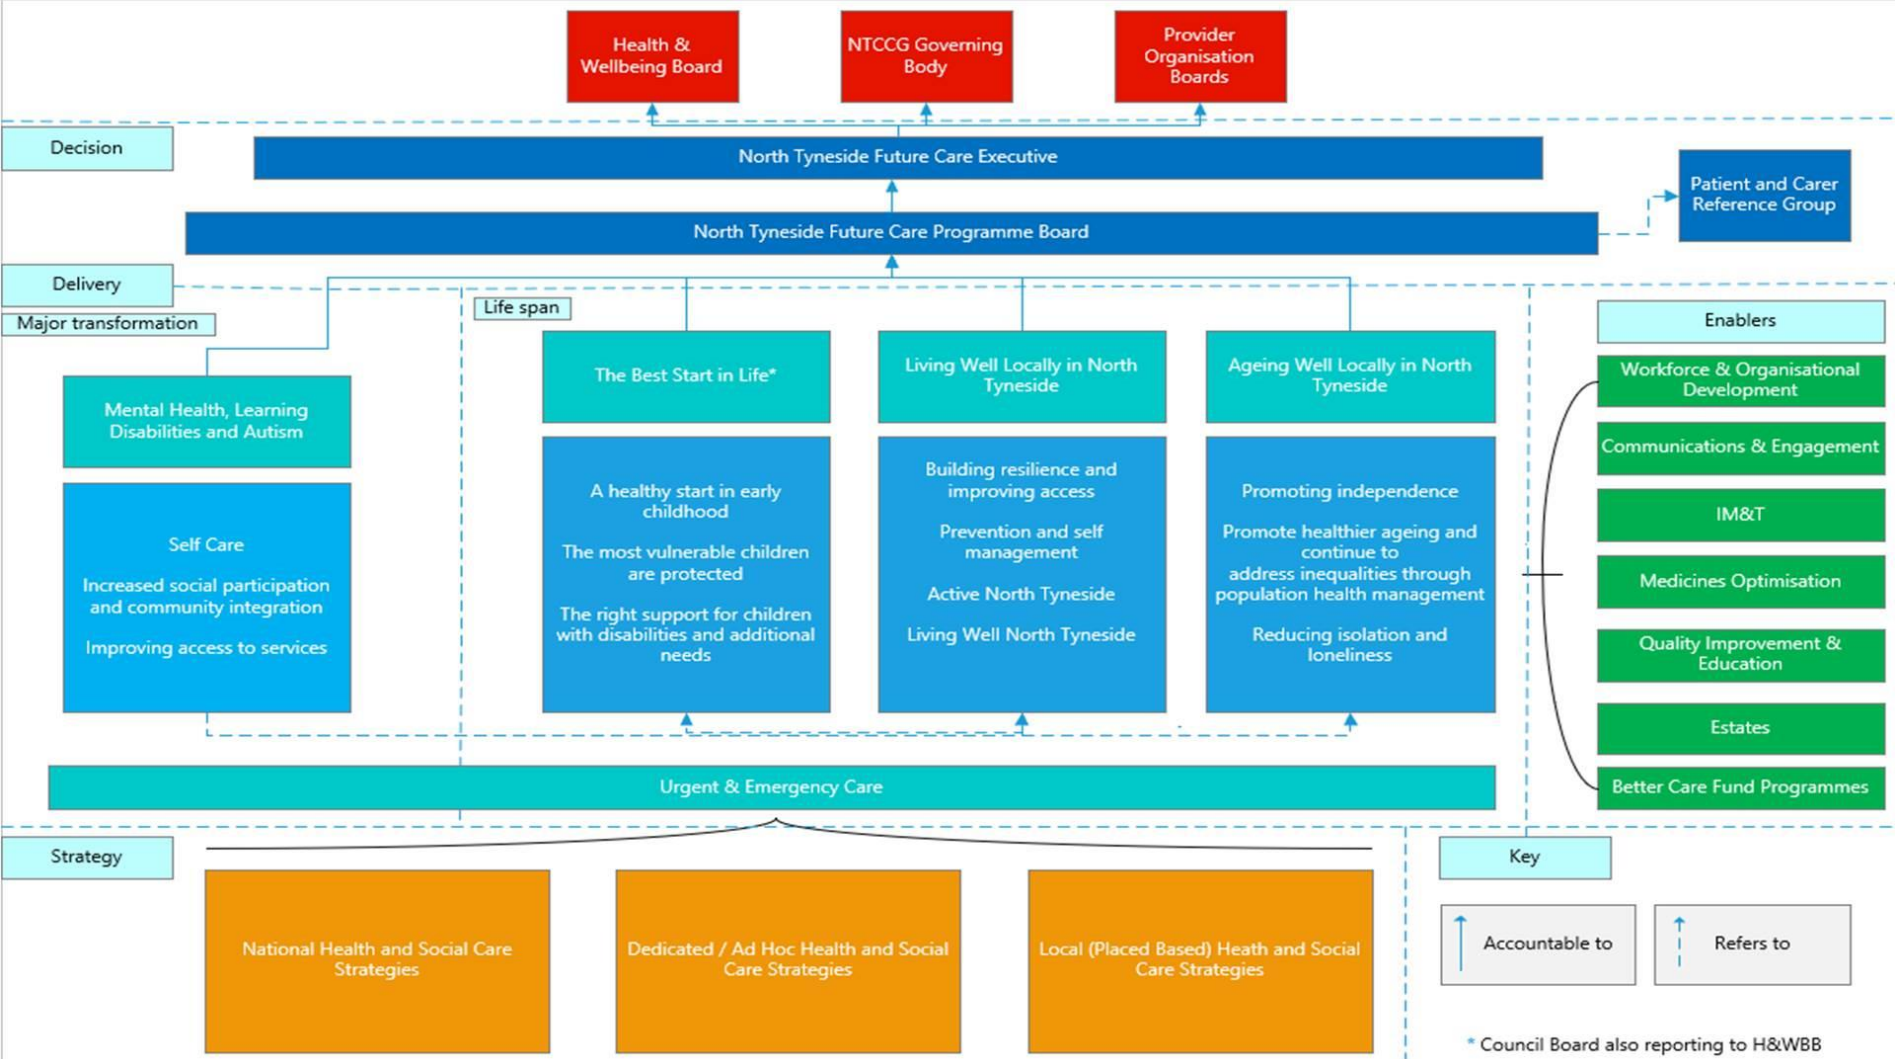 Health &
Wellbeing Board
NTCCG Governing
Body
Provider
Organisation
Boards
Decision
North Tyneside Future Care Executive
Patient and Carer
Reference Group
North Tyneside Future Care Programme Board
Delivery
Major transformation
Life span
Enablers
Mental Health, Learning
Disabilities and Autism
Self Care
Increased social participation
and community integration
Improving access to services
The Best Start in Life*
A healthy start in early
childhood
The most vulnerable children
are protected
The right support for children
with disabilities and additional
needs
Living Well Locally in North
Tyneside
Building resilience and
improving access
Prevention and self
management
Active North Tyneside
Living Well North Tyneside
Ageing Well Locally in North
Tyneside
Promoting independence
Promote healthier ageing and
continue to
address inequalities through
population health management
Reducing isolation and
loneliness
Workforce & Organisational
Development
Communications & Engagement
IM&T
Medicines Optimisation
Quality Improvement &
Education
Estates
Better Care Fund Programmes
Urgent & Emergency Care
Strategy
National Health and Social Care
Strategies
Dedicated / Ad Hoc Health and Social
Care Strategies
Local (Placed Based) Heath and Social
Care Strategies
Key
Accountable to
Refers to
* Council Board also reporting to H&WBB